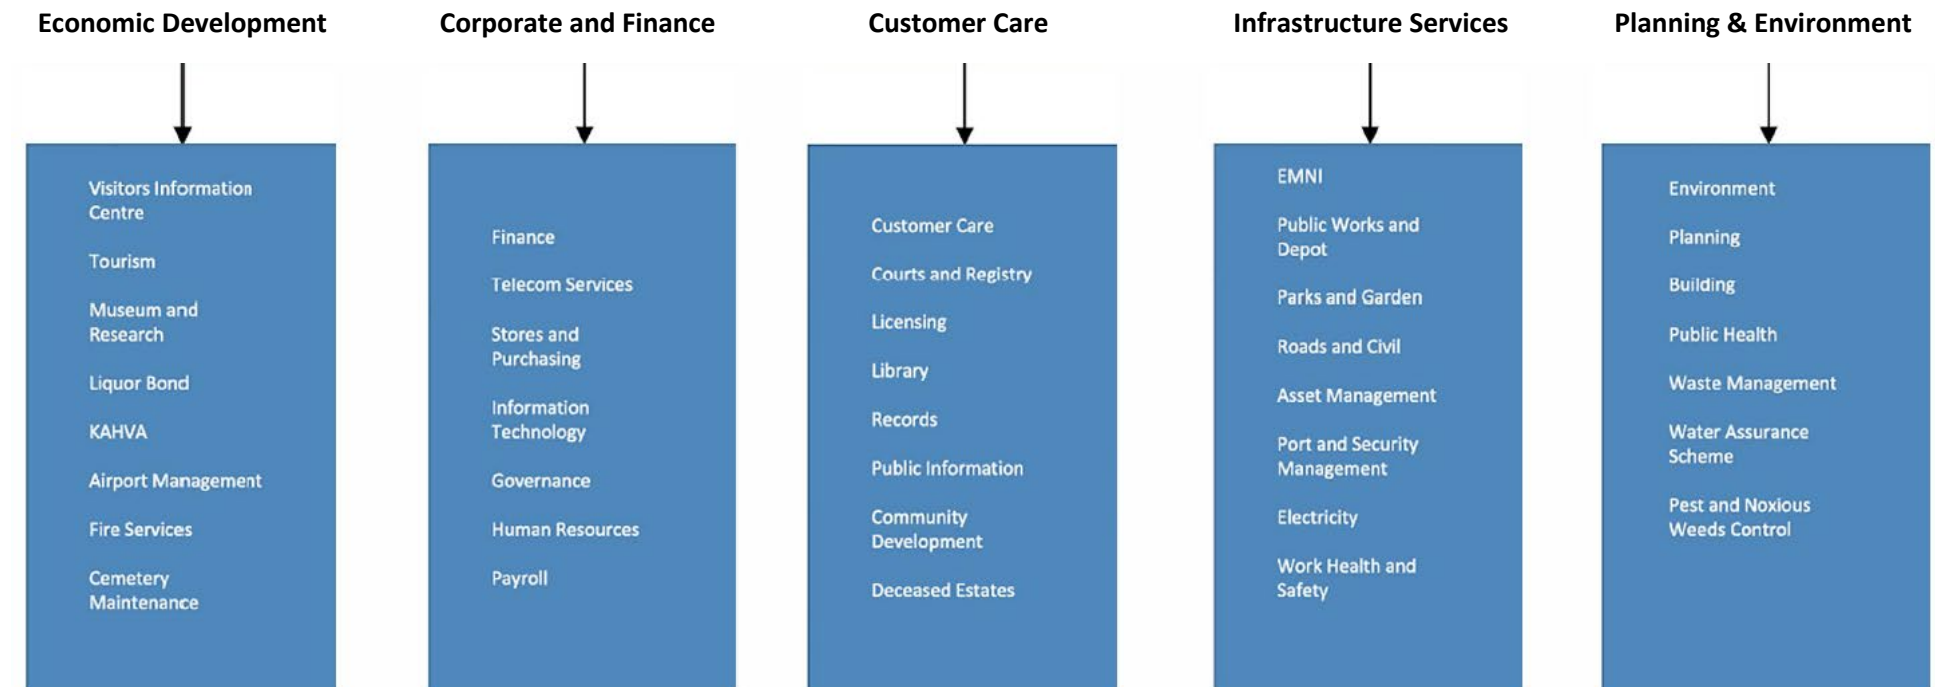 Economic Development
Corporate and Finance
Customer Care
Infrastructure Services
Planning & Environment
Visitors Information
Centre
Tourism
Museum and
Research
Liquor Bond
KAHVA
Airport Management
Fire Services
Cemetery
Maintenance
Finance
Telecom Services
Stores and
Purchasing
Information
Technology
Governance
Human Resources
Payroll
Customer Care
Courts and Registry
Licensing
Library
Records
Public Information
Community
Development
Deceased Estates
EMNI
Public Works and
Depot
Parks and Garden
Roads and Civil
Asset Management
Port and Security
Management
Electricity
Work Health and
Safety
Environment
Planning
Building
Public Health
Waste Management
Water Assurance
Scheme
Pest and Noxious
Weeds Control